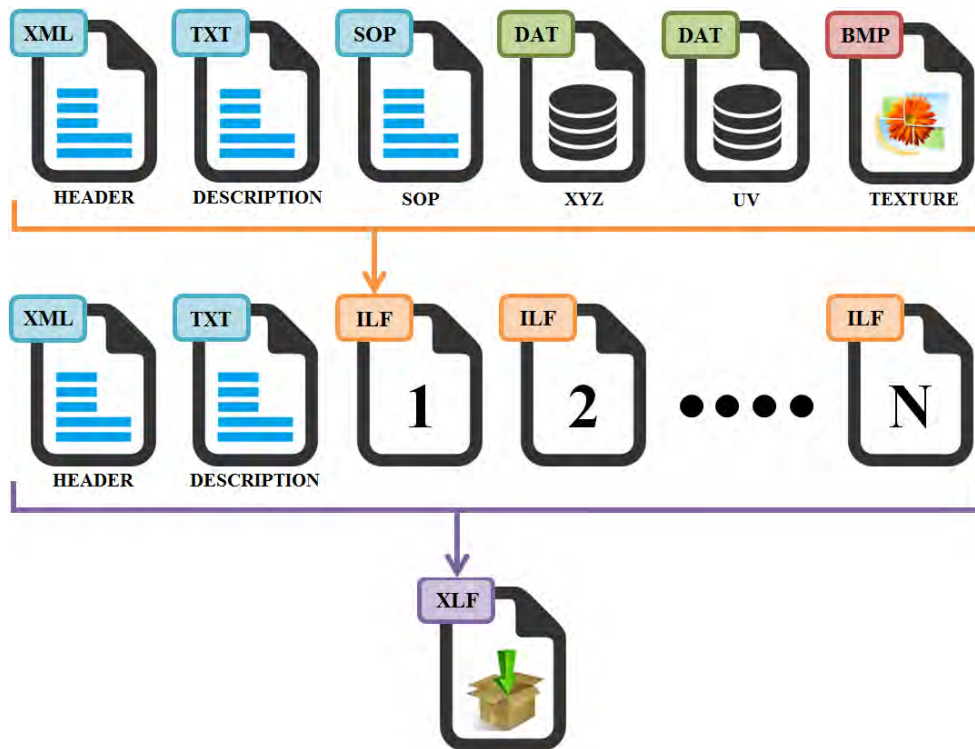 XML TXT SOP DAT DAT BMP
HEADER DESCRIPTION SOP XYZ UV TEXTURE
XML TXT ILF ILF ILF
1 2 N
HEADER DESCRIPTION
XLF